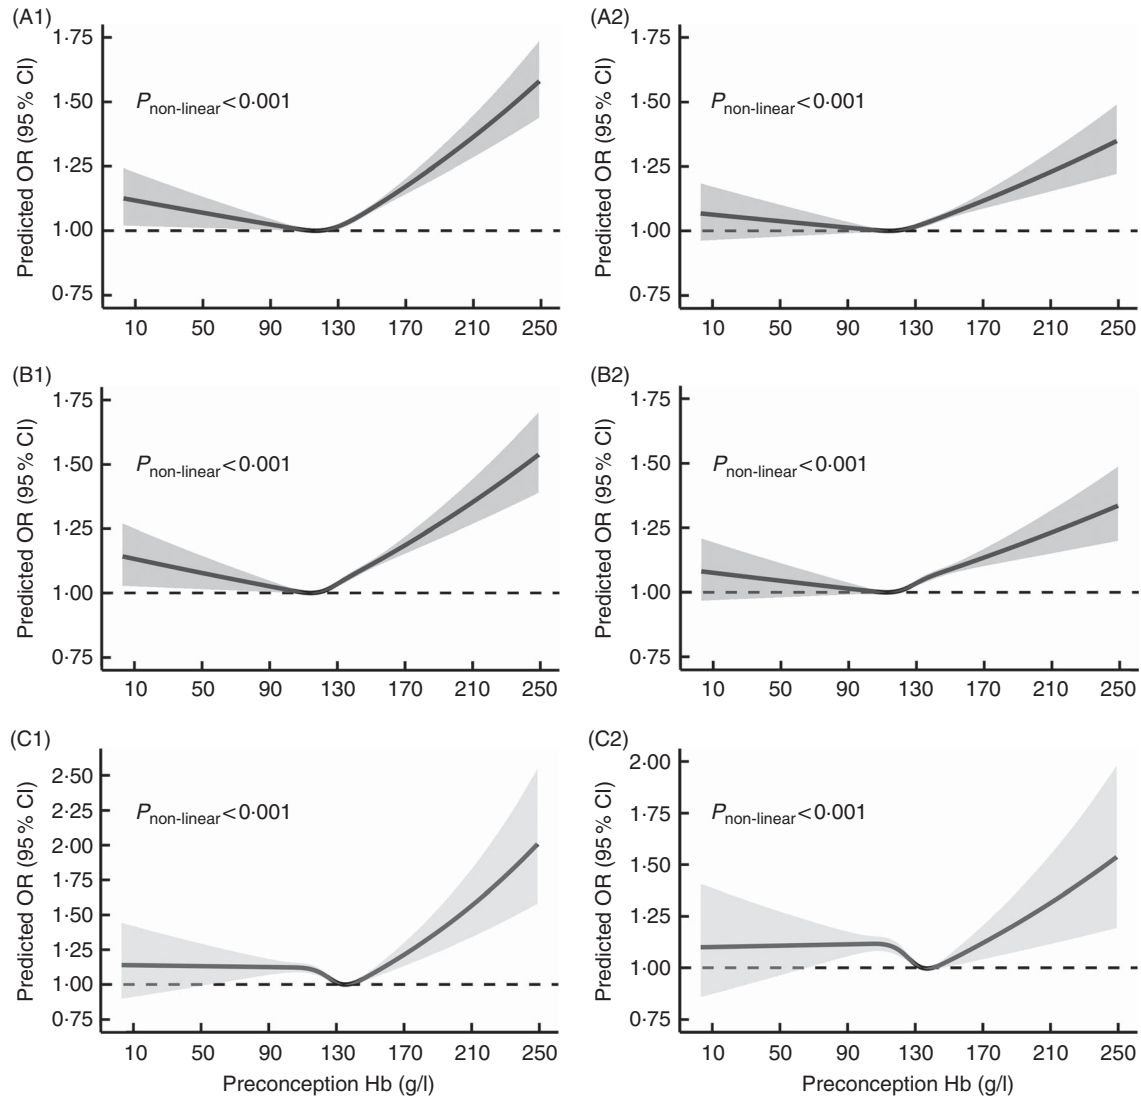 (A1)
Predicted OR (95 % CI)
1·75
1·50
1·25
1·00
0·75
Pnon-linear<0·001
10 50 90 130 170 210 250
(A2)
Predicted OR (95 % CI)
1·75
1·50
1·25
1·00
0·75
Pnon-linear<0·001
10 50 90 130 170 210 250
(B1)
Predicted OR (95 % CI)
1·75
1·50
1·25
1·00
0·75
Pnon-linear<0·001
10 50 90 130 170 210 250
(B2)
Predicted OR (95 % CI)
1·75
1·50
1·25
1·00
0·75
Pnon-linear<0·001
10 50 90 130 170 210 250
(C1)
Predicted OR (95 % CI)
2·50
2·25
2·00
1·75
1·50
1·25
1·00
0·75
Pnon-linear<0·001
10 50 90 130 170 210 250
Preconception Hb (g/l)
(C2)
Predicted OR (95 % CI)
2·00
1·75
1·50
1·25
1·00
0·75
Pnon-linear<0·001
10 50 90 130 170 210 250
Preconception Hb (g/l)